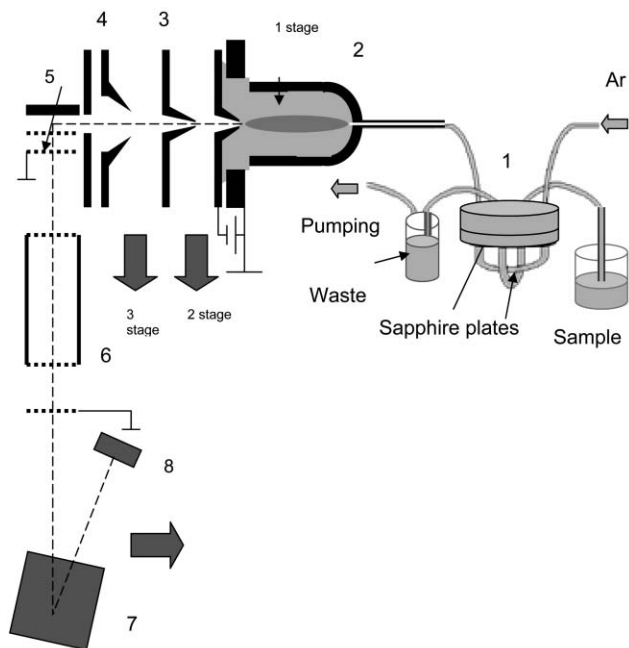 4
3
1 stage
2
5
Ar
1
Pumping
Waste
3
stage
2 stage
Sapphire plates
Sample
6
8
7